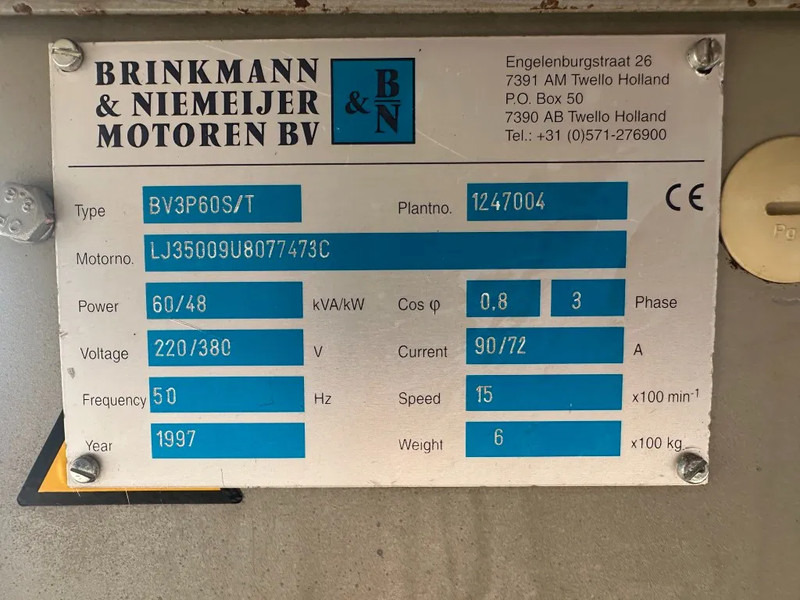 BRINKMANN
& NIEMEIJER
MOTOREN BV
& B
N
Engelenburgstraat 26
7391 AM Twello Holland
P.O. Box 50
7390 AB Twello Holland
Tel.: +31 (0)571-276900
Type BV3P60S/T Plantno. 1247004 CE
Motorno. LJ35009U8077473C
Power 60/48 kVA/kW Cos φ 0,8 3 Phase
Voltage 220/380 V Current 90/72 A
Frequency 50 Hz Speed 15 x100 min⁻¹
Year 1997 Weight 6 x100 kg
Pg